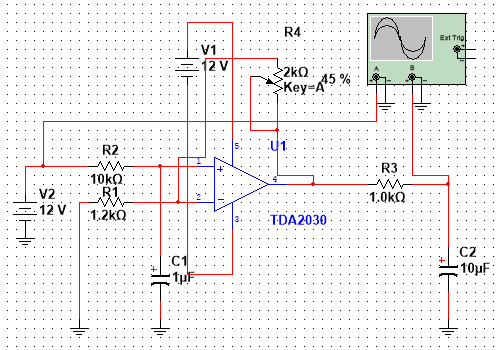 R4
Ext Trig
V1
12 V
A
B
2kΩ
45 %
Key=A
U1
R2
1
5
10kΩ
R1
2
4
R3
V2
12 V
1.2kΩ
3
TDA2030
1.0kΩ
C1
1µF
C2
10µF